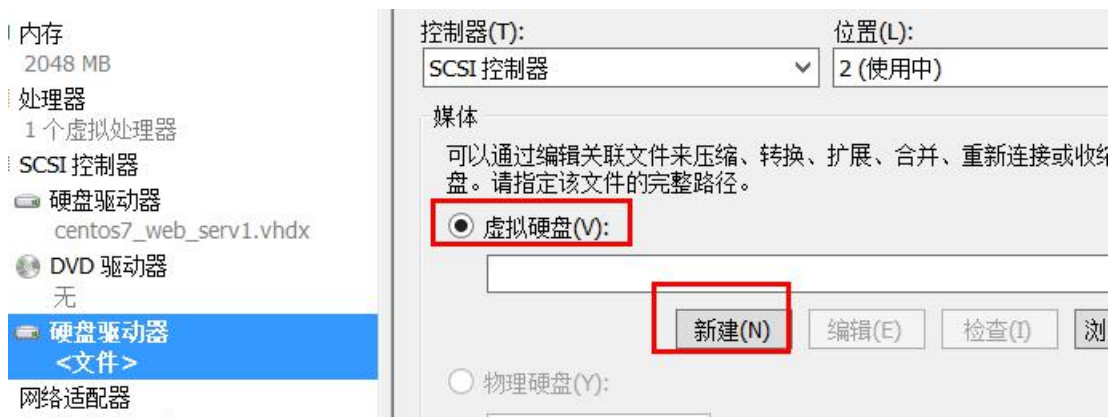 内存
2048 MB
处理器
1 个虚拟处理器
SCSI 控制器
硬盘驱动器
centos7_web_serv1.vhdx
DVD 驱动器
无
硬盘驱动器
<文件>
网络适配器
控制器(T):
位置(L):
SCSI 控制器
2 (使用中)
媒体
可以通过编辑关联文件来压缩、转换、扩展、合并、重新连接或收缩
盘。请指定该文件的完整路径。
虚拟硬盘(V):
新建(N)
编辑(E)
检查(I)
浏
物理硬盘(Y):